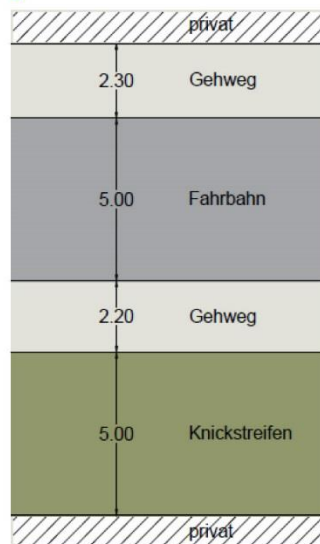 privat
2.30 Gehweg
5.00 Fahrbahn
2.20 Gehweg
5.00 Knickstreifen
privat